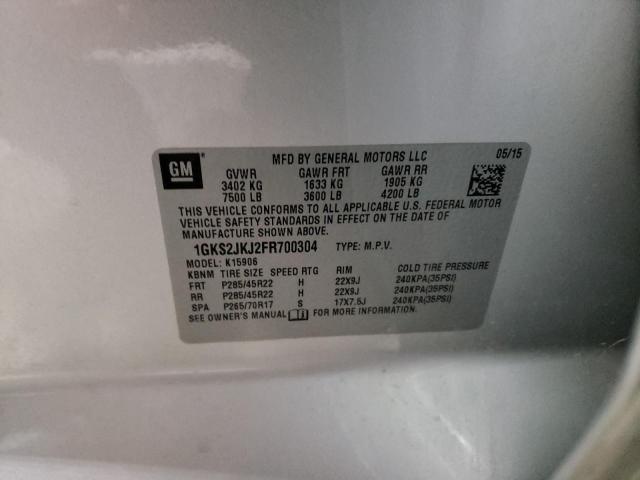 GM
MFD BY GENERAL MOTORS LLC 05/15
GVWR GAWR FRT GAWR RR
3402 KG 1633 KG 1905 KG
7500 LB 3600 LB 4200 LB
THIS VEHICLE CONFORMS TO ALL APPLICABLE U.S. FEDERAL MOTOR
VEHICLE SAFETY STANDARDS IN EFFECT ON THE DATE OF
MANUFACTURE SHOWN ABOVE.
1GKS2JKJ2FR700304 TYPE: M.P.V.
MODEL: K15906
KBNM TIRE SIZE SPEED RTG RIM COLD TIRE PRESSURE
FRT P285/45R22 H 22X9J 240KPA(35PSI)
RR P285/45R22 H 22X9J 240KPA(35PSI)
SPA P265/70R17 S 17X7.5J 240KPA(35PSI)
SEE OWNER'S MANUAL FOR MORE INFORMATION.